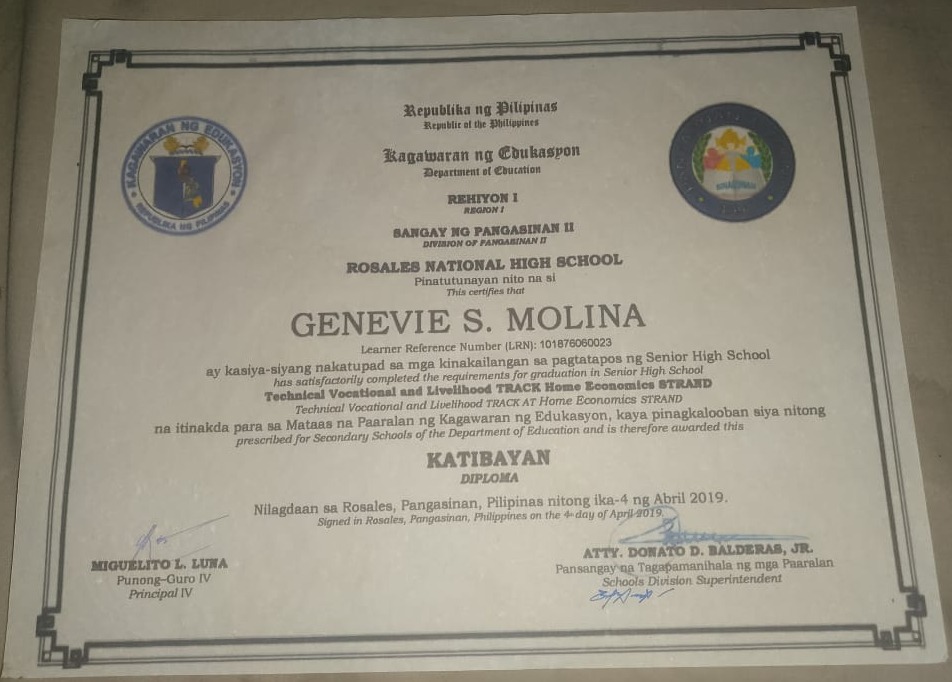 Republika ng Pilipinas
Republic of the Philippines
Kagawaran ng Edukasyon
Department of Education
REHIYON I
REGION I
SANGAY NG PANGASINAN II
DIVISION OF PANGASINAN II
ROSALES NATIONAL HIGH SCHOOL
Pinatutunayan nito na si
This certifies that
GENEVIE S. MOLINA
Learner Reference Number (LRN): 101876060023
ay kasiya-siyang nakatupad sa mga kinakailangan sa pagtatapos ng Senior High School
has satisfactorily completed the requirements for graduation in Senior High School
Technical Vocational and Livelihood TRACK Home Economics STRAND
Technical Vocational and Livelihood TRACK AT Home Economics STRAND
na itinakda para sa Mataas na Paaralan ng Kagawaran ng Edukasyon, kaya pinagkalooban siya nitong
prescribed for Secondary Schools of the Department of Education and is therefore awarded this
KATIBAYAN
DIPLOMA
Nilagdaan sa Rosales, Pangasinan, Pilipinas nitong ika-4 ng Abril 2019.
Signed in Rosales, Pangasinan, Philippines on the 4th day of April 2019.
MIGUELITO L. LUNA
Punong-Guro IV
Principal IV
ATTY. DONATO D. BALDERAS, JR.
Pansangay na Tagapamanihala ng mga Paaralan
Schools Division Superintendent
KAGAWARAN NG EDUKASYON
REPUBLIKA NG PILIPINAS